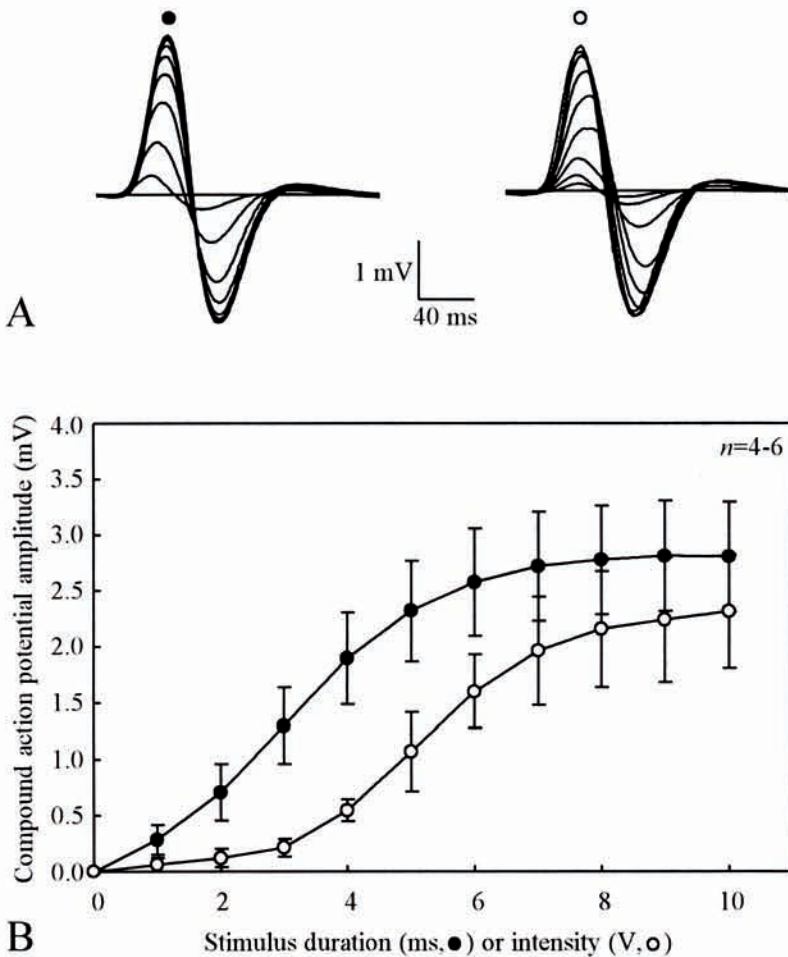 ● ○
1 mV
40 ms
A
Compound action potential amplitude (mV)
4.0
3.5
3.0
2.5
2.0
1.5
1.0
0.5
0.0
n=4-6
0 2 4 6 8 10
B
Stimulus duration (ms,●) or intensity (V,○)